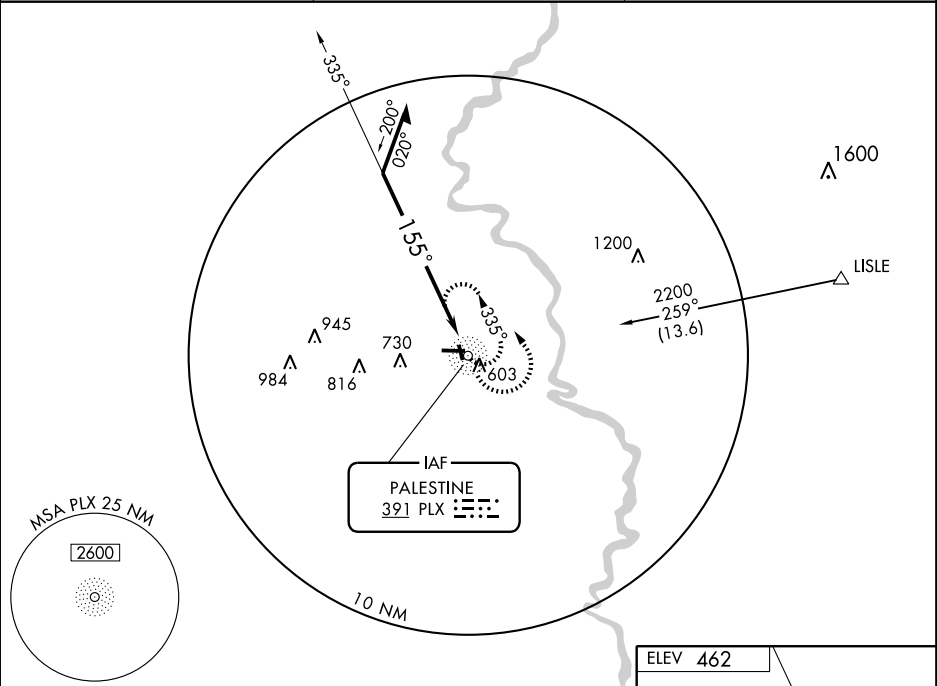 335°
200°
020°
155°
1600
1200
LISLE
2200
259°
(13.6)
335°
945
730
984
816
603
IAF
PALESTINE
391 PLX
MSA PLX 25 NM
2600
10 NM
ELEV 462